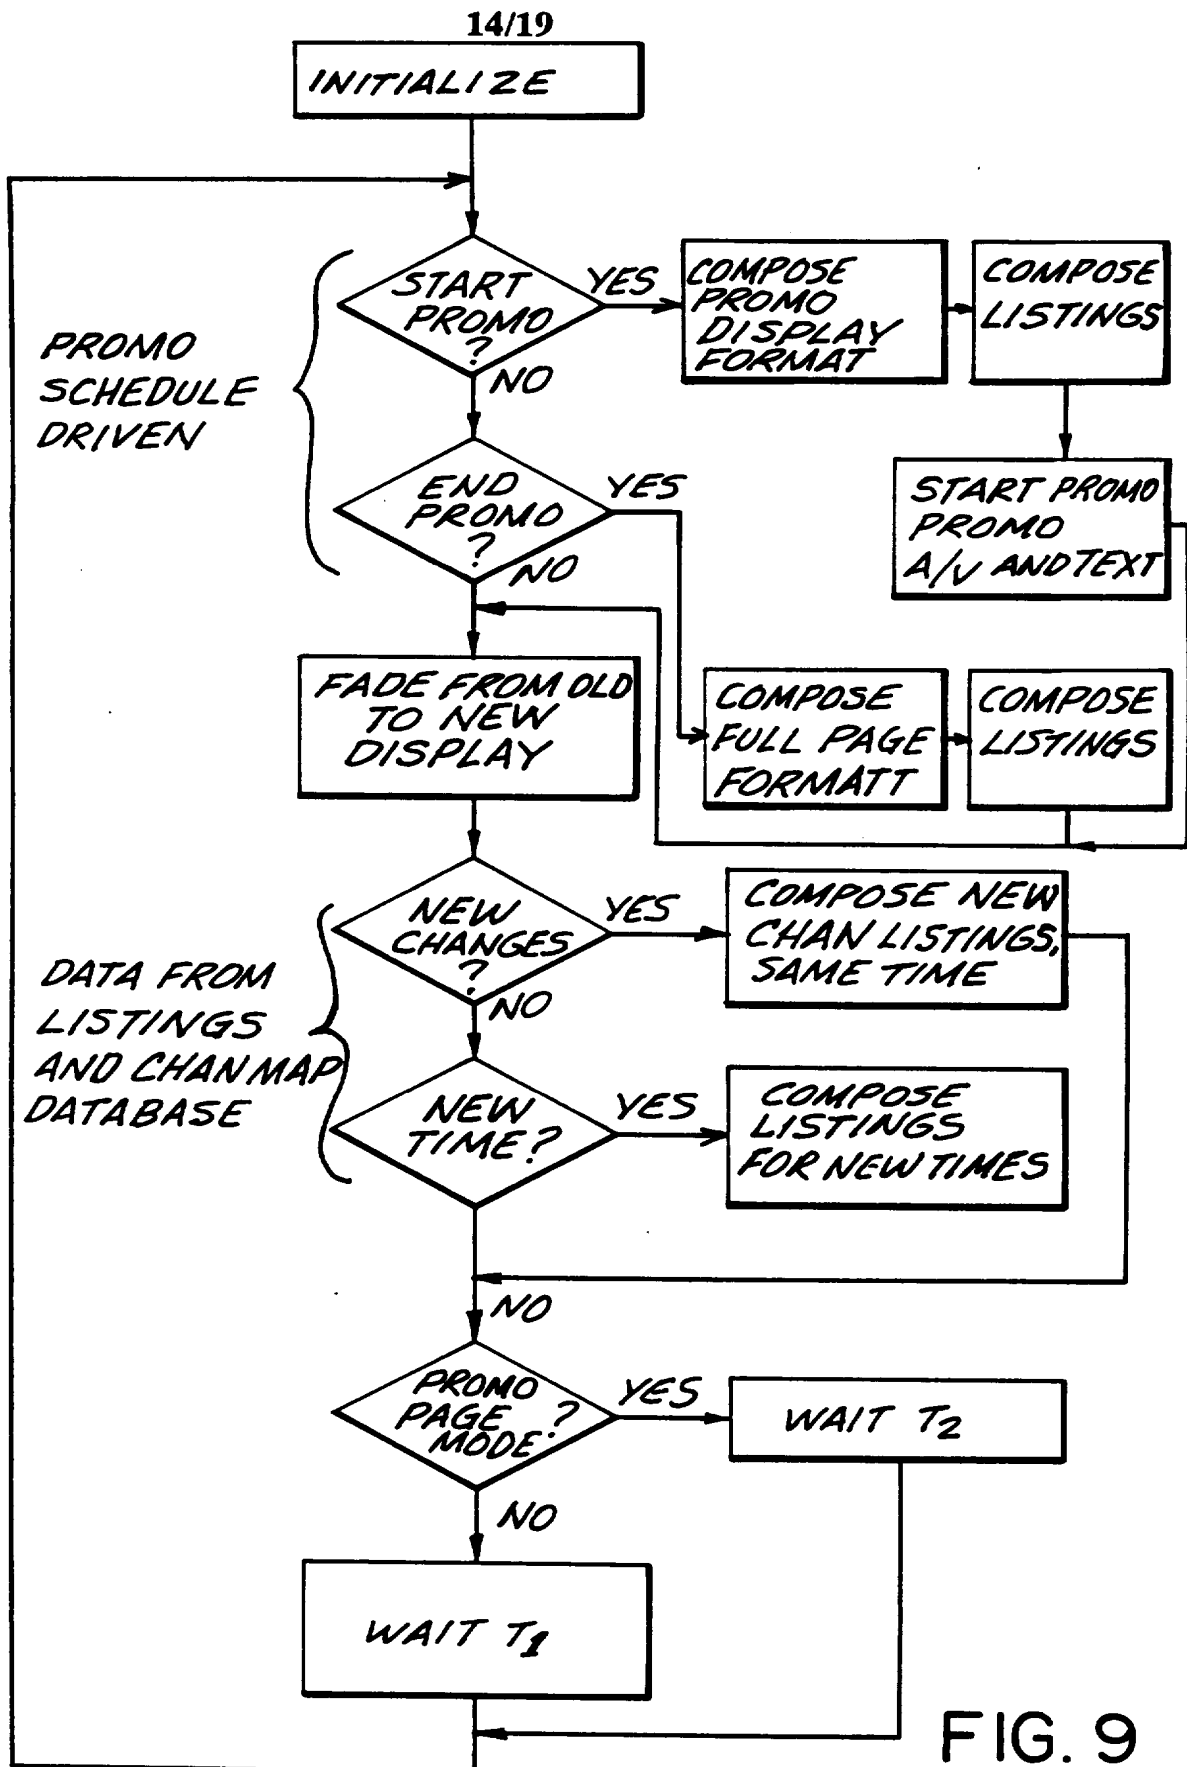 14/19
INITIALIZE
START
PROMO
?
YES
NO
COMPOSE
PROMO
DISPLAY
FORMAT
COMPOSE
LISTINGS
PROMO
SCHEDULE
DRIVEN
END
PROMO
?
YES
NO
START PROMO
PROMO
A/V AND TEXT
FADE FROM OLD
TO NEW
DISPLAY
COMPOSE
FULL PAGE
FORMATT
COMPOSE
LISTINGS
NEW
CHANGES
?
YES
NO
COMPOSE NEW
CHAN LISTINGS,
SAME TIME
DATA FROM
LISTINGS
AND CHAN MAP
DATABASE
NEW
TIME?
YES
COMPOSE
LISTINGS
FOR NEW TIMES
NO
PROMO
PAGE ?
MODE
YES
WAIT T2
NO
WAIT T1
FIG. 9